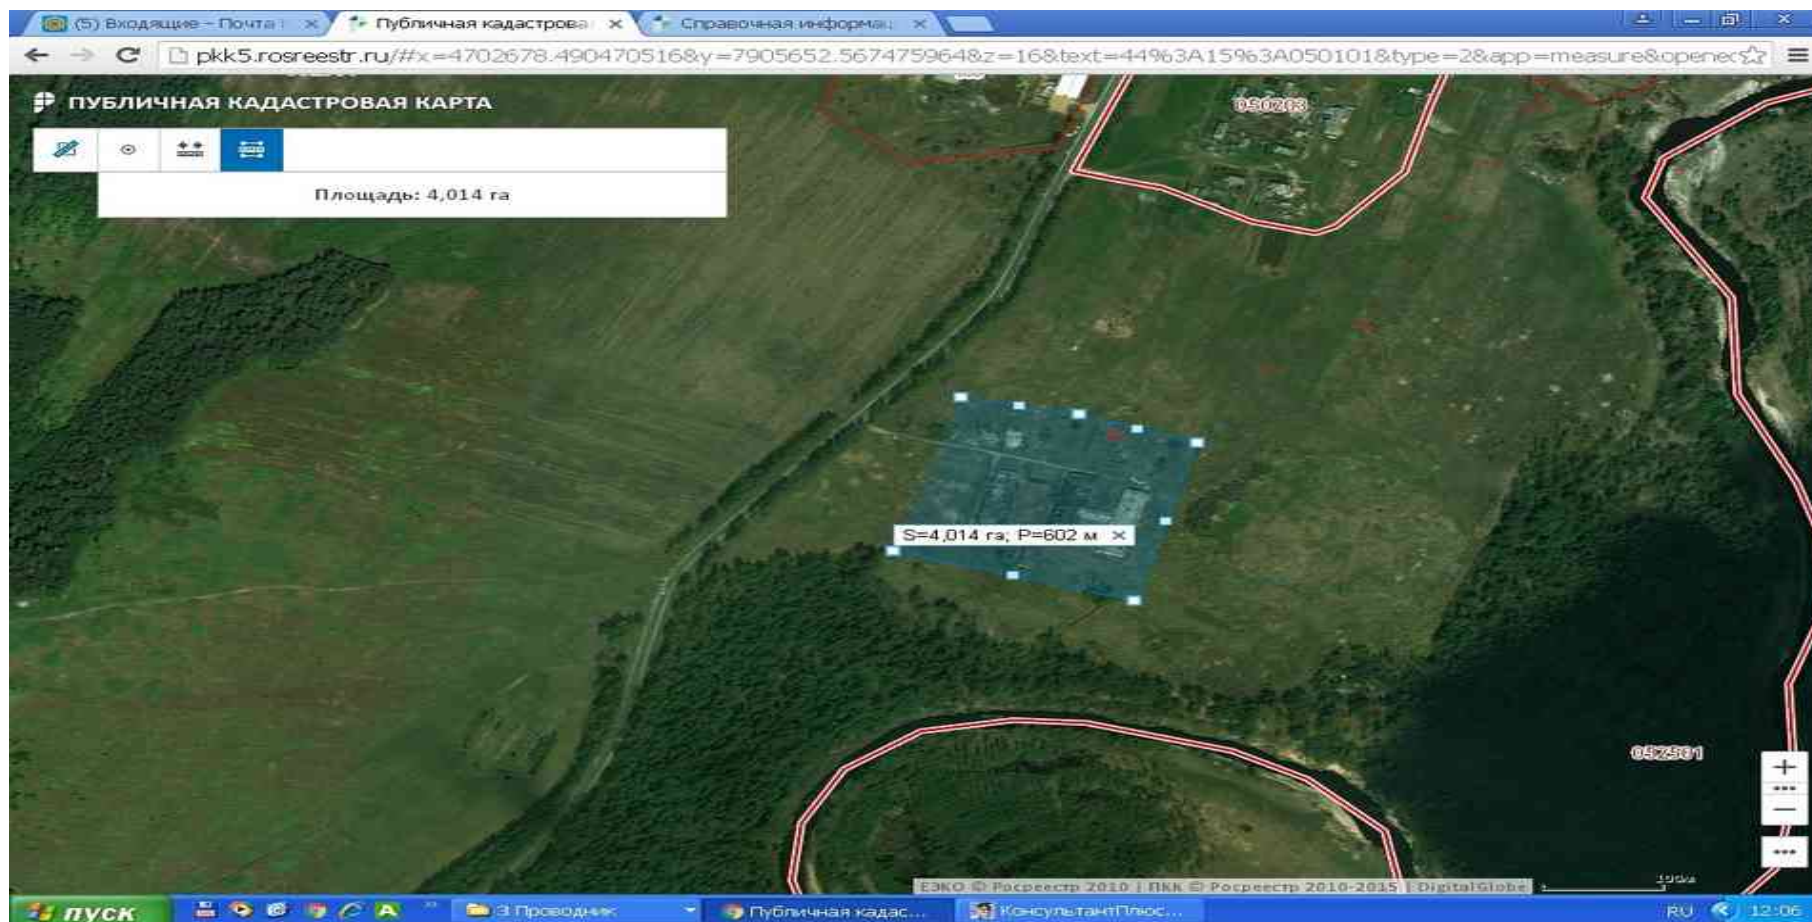 (5) Входящие – Почта
Публичная кадастрова
Справочная информац
pkk5.rosreestr.ru/#x=4702678.490470516&y=7905652.567475964&z=16&text=44%3A15%3A050101&type=2&app=measure&openec
ПУБЛИЧНАЯ КАДАСТРОВАЯ КАРТА
050203
Площадь: 4,014 га
S=4,014 га; P=602 м
052501
ЕЭКО © Росреестр 2010 | ПКК © Росреестр 2010-2015 | DigitalGlobe
100м
пуск
3 Проводник
Публичная кадас...
КонсультантПлюс...
RU
12:06